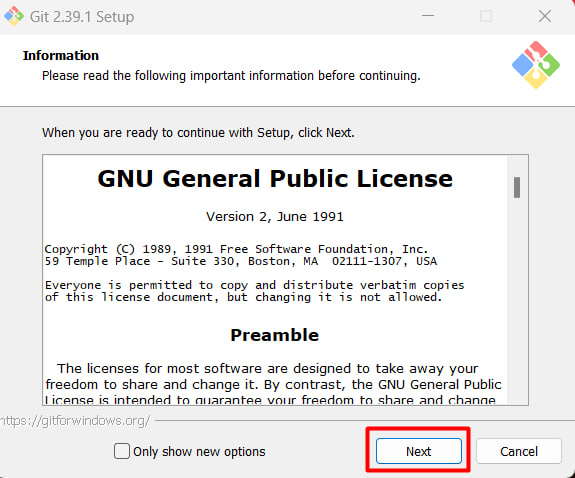 Git 2.39.1 Setup
Information
Please read the following important information before continuing.
When you are ready to continue with Setup, click Next.
GNU General Public License
Version 2, June 1991
Copyright (C) 1989, 1991 Free Software Foundation, Inc.
59 Temple Place - Suite 330, Boston, MA  02111-1307, USA
Everyone is permitted to copy and distribute verbatim copies
of this license document, but changing it is not allowed.
Preamble
The licenses for most software are designed to take away your
freedom to share and change it. By contrast, the GNU General Public
License is intended to guarantee your freedom to share and change
https://gitforwindows.org/
Only show new options
Next
Cancel